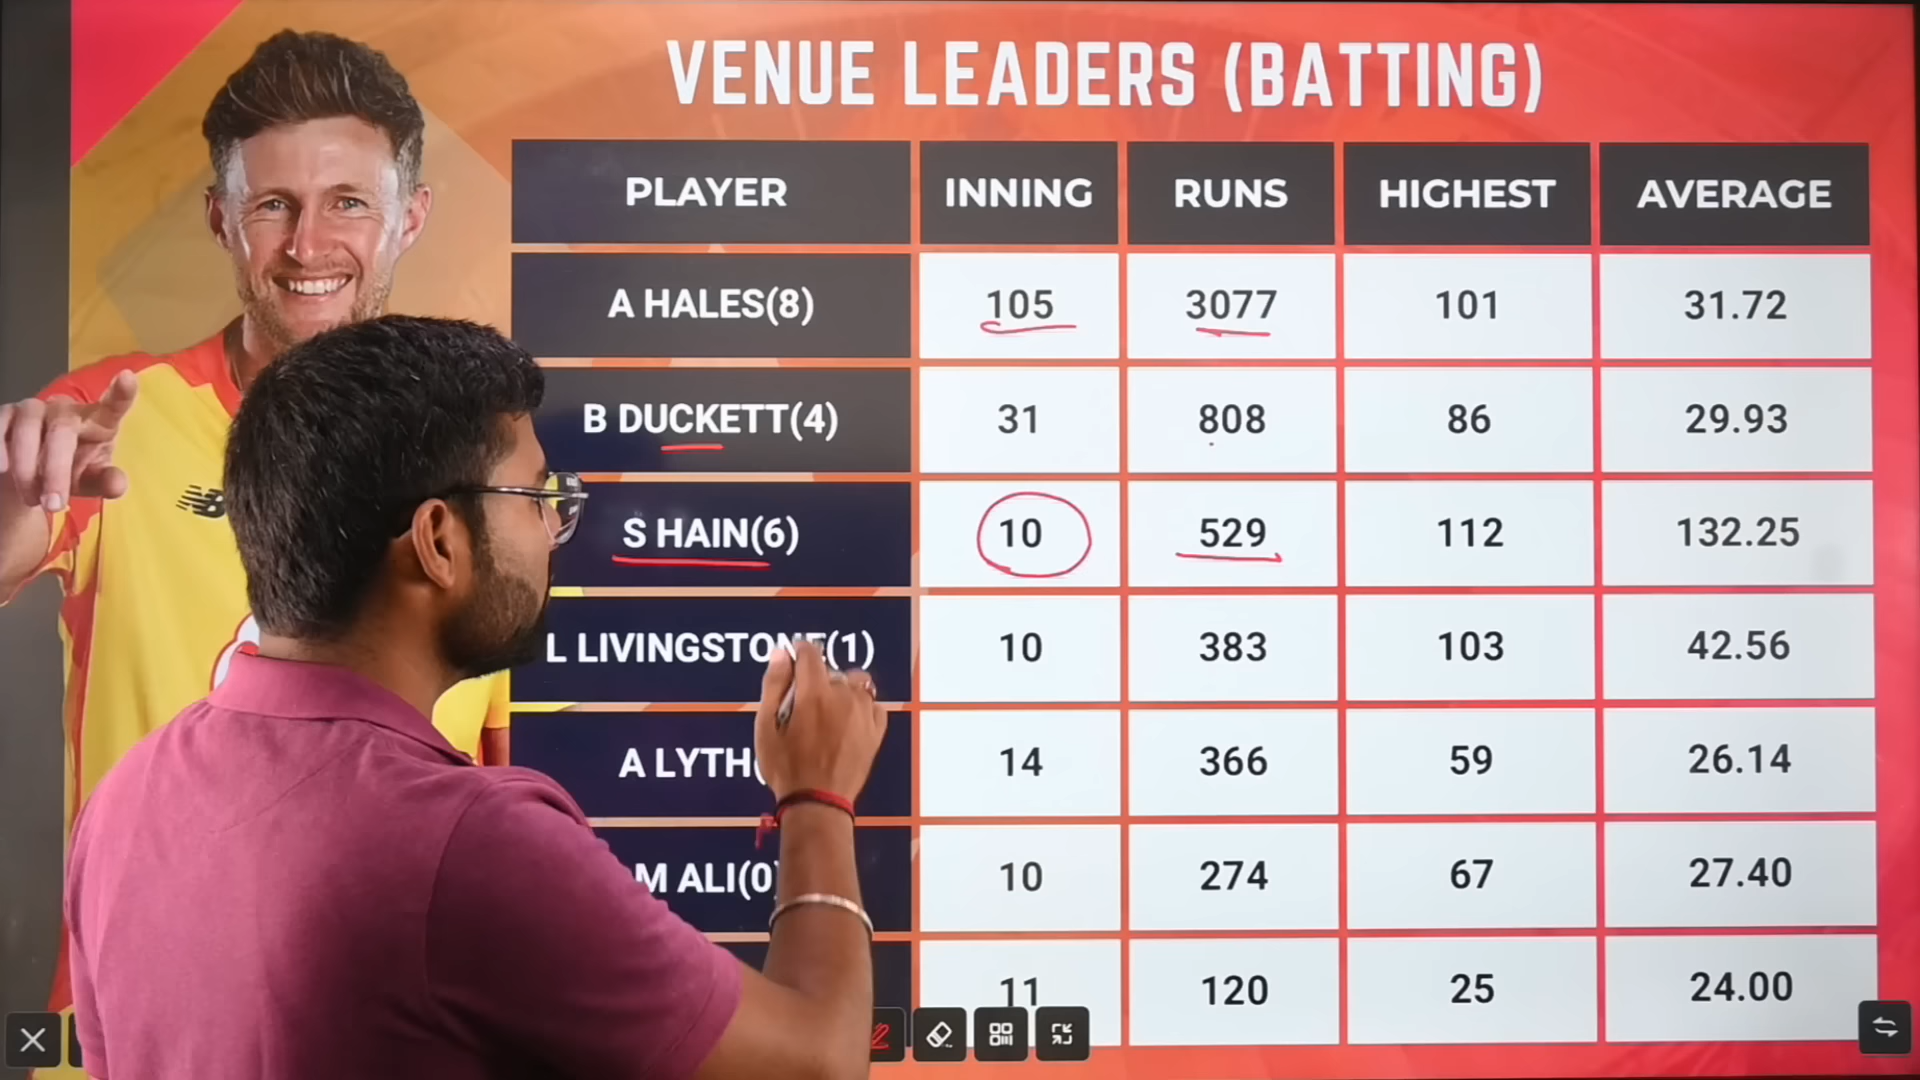 VENUE LEADERS (BATTING)
PLAYER INNING RUNS HIGHEST AVERAGE
A HALES(8) 105 3077 101 31.72
B DUCKETT(4) 31 808 86 29.93
S HAIN(6) 10 529 112 132.25
L LIVINGSTONE(1) 10 383 103 42.56
A LYTH( 14 366 59 26.14
M ALI(0) 10 274 67 27.40
11 120 25 24.00